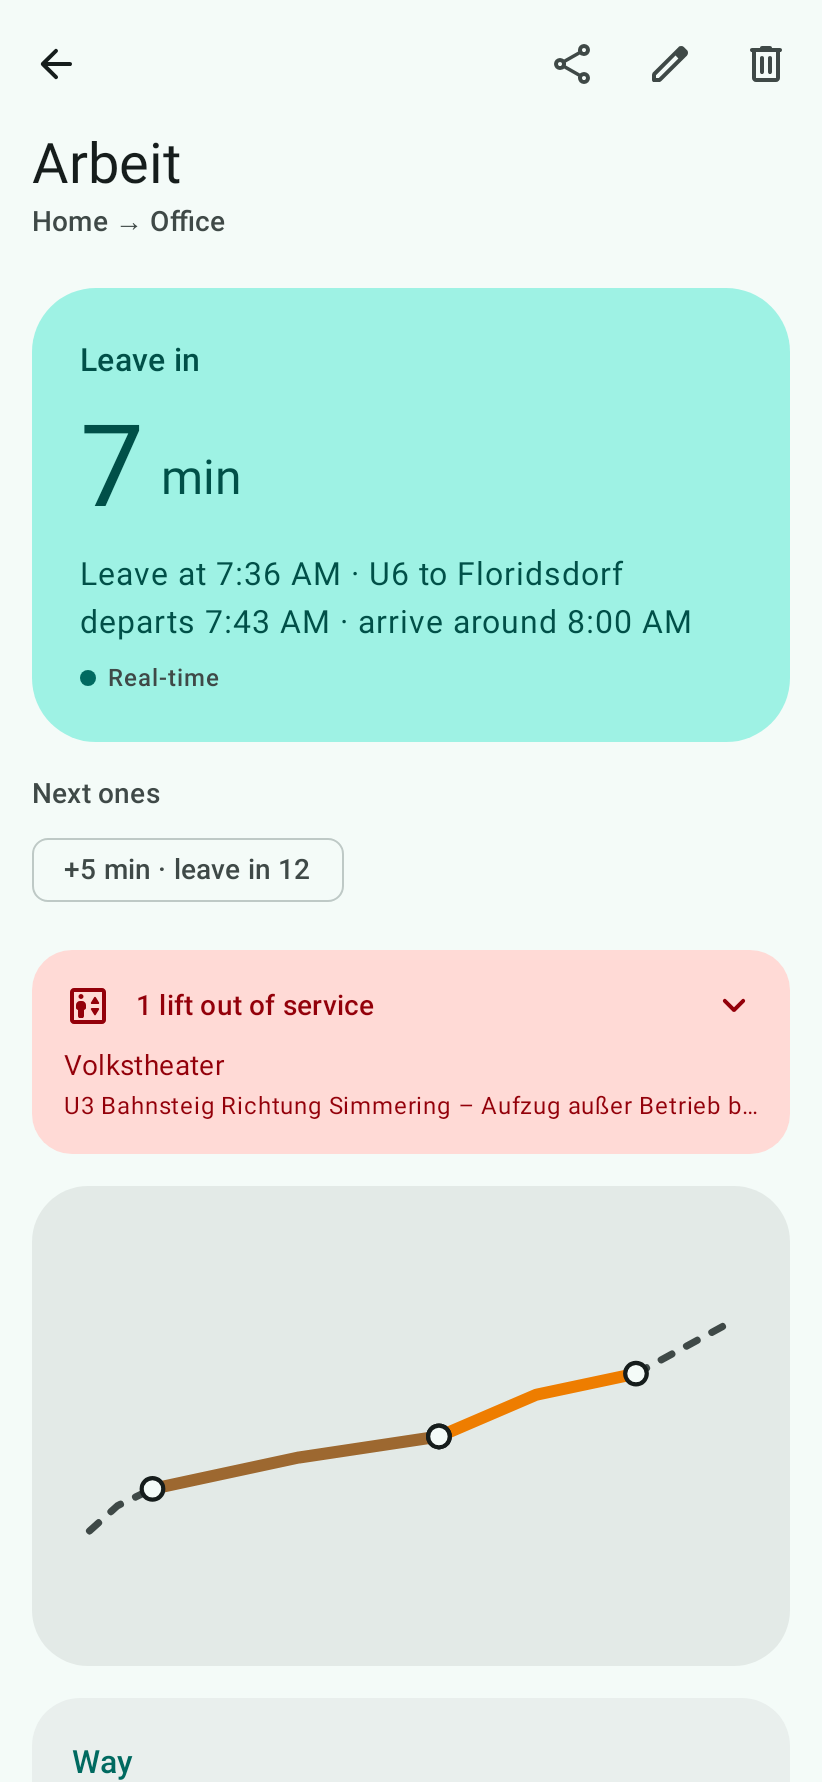 Arbeit
Home → Office
Leave in
7 min
Leave at 7:36 AM · U6 to Floridsdorf
departs 7:43 AM · arrive around 8:00 AM
Real-time
Next ones
+5 min · leave in 12
1 lift out of service
Volkstheater
U3 Bahnsteig Richtung Simmering – Aufzug außer Betrieb b…
Way